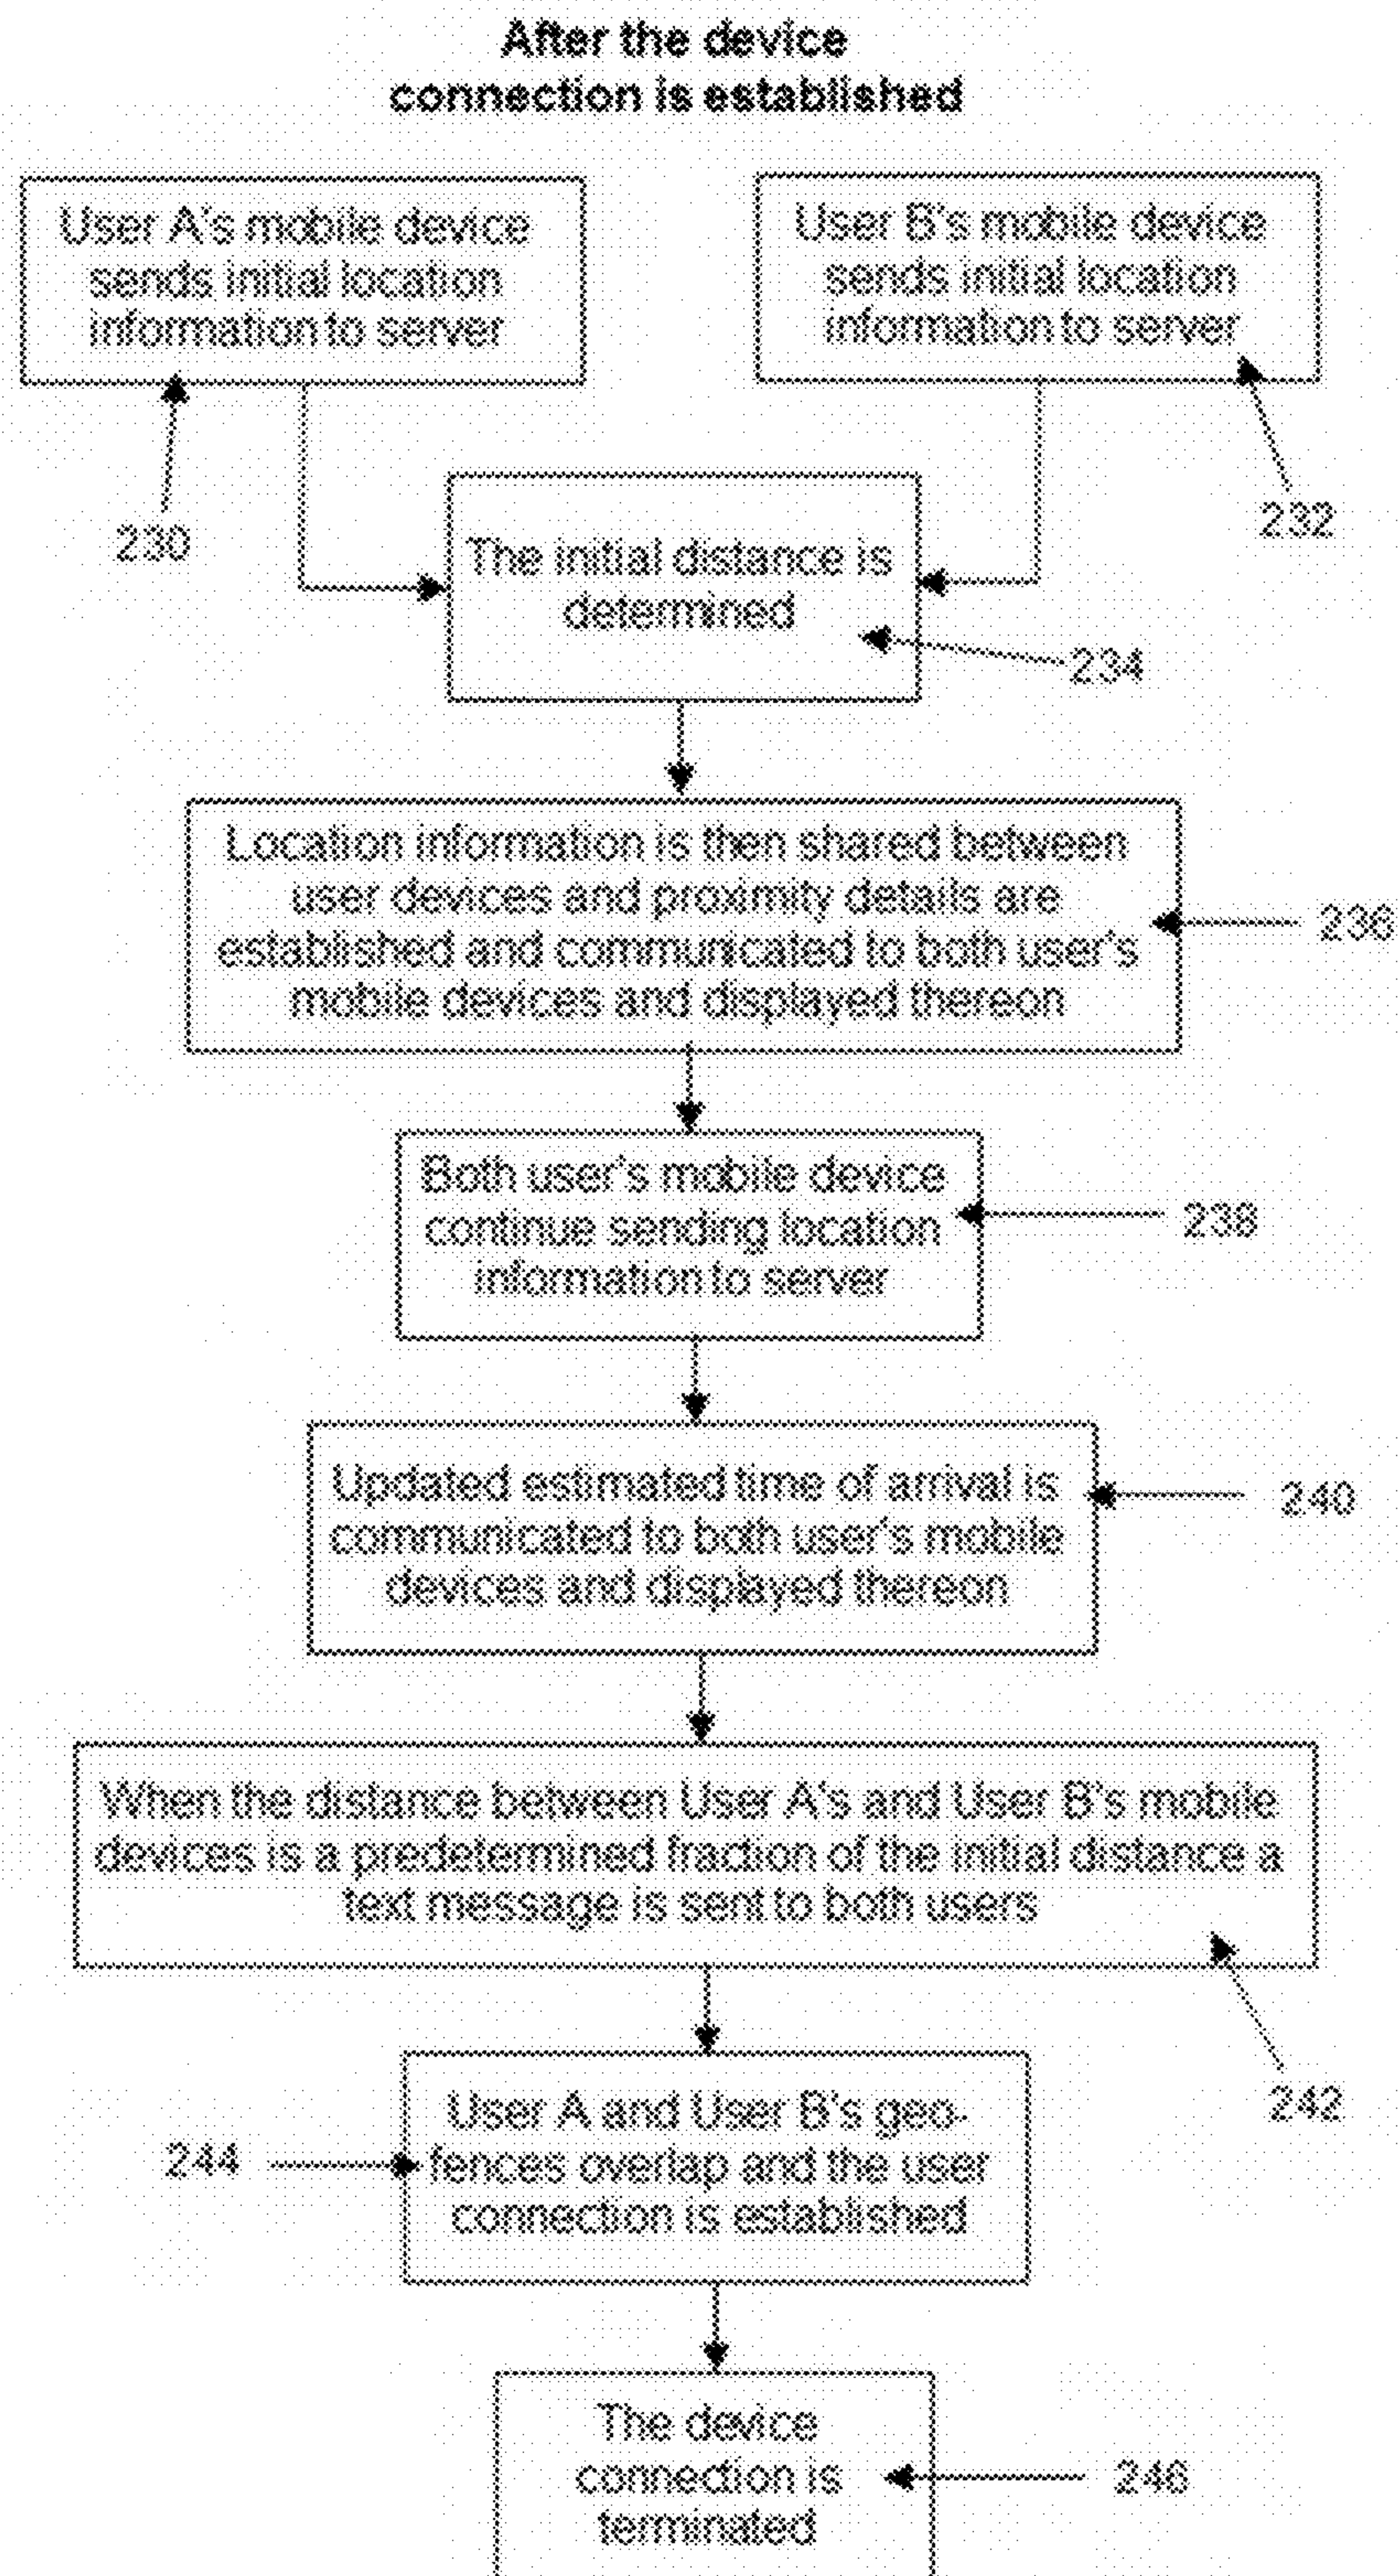 After the device
connection is established
User A's mobile device
sends initial location
information to server
User B's mobile device
sends initial location
information to server
230
232
The initial distance is
determined
234
Location information is then shared between
user devices and proximity details are
established and communicated to both user's
mobile devices and displayed thereon
236
Both user's mobile device
continue sending location
information to server
238
Updated estimated time of arrival is
communicated to both user's mobile
devices and displayed thereon
240
When the distance between User A's and User B's mobile
devices is a predetermined fraction of the initial distance a
text message is sent to both users
242
User A and User B's geo-
fences overlap and the user
connection is established
244
The device
connection is
terminated
246